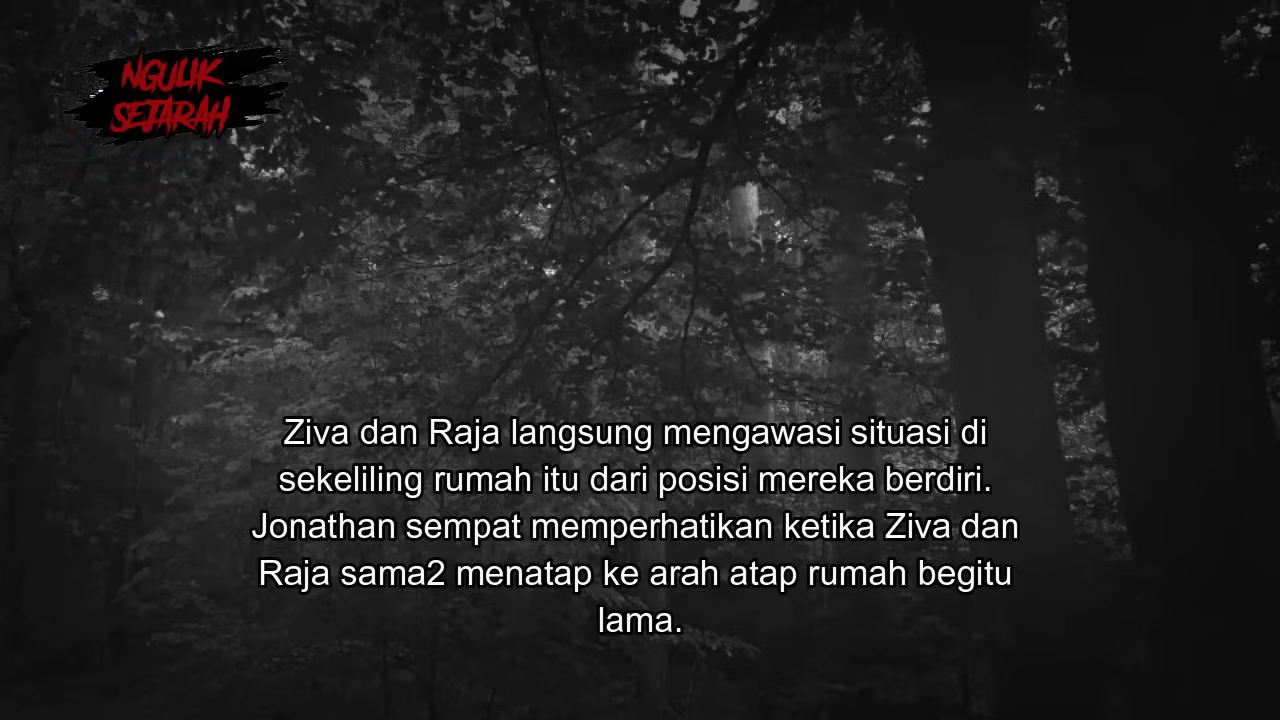 NGULIK
SEJARAH
Ziva dan Raja langsung mengawasi situasi di
sekeliling rumah itu dari posisi mereka berdiri.
Jonathan sempat memperhatikan ketika Ziva dan
Raja sama2 menatap ke arah atap rumah begitu
lama.